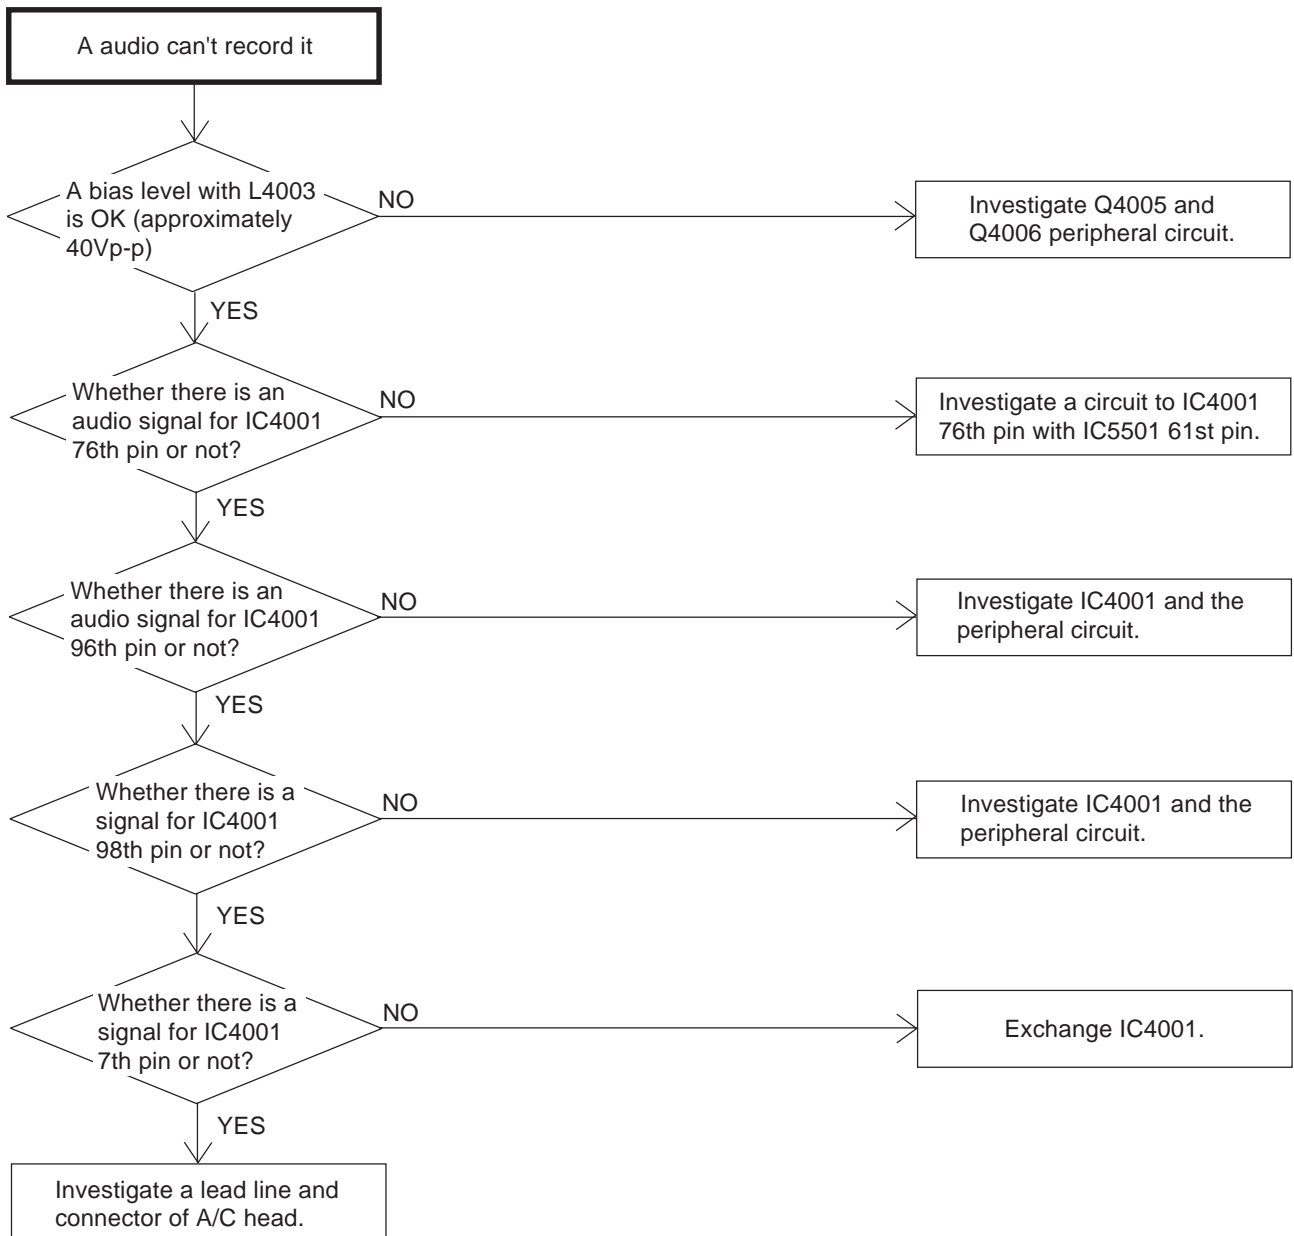 A audio can't record it
A bias level with L4003
is OK (approximately
40Vp-p)
NO
Investigate Q4005 and
Q4006 peripheral circuit.
YES
Whether there is an
audio signal for IC4001
76th pin or not?
NO
Investigate a circuit to IC4001
76th pin with IC5501 61st pin.
YES
Whether there is an
audio signal for IC4001
96th pin or not?
NO
Investigate IC4001 and the
peripheral circuit.
YES
Whether there is a
signal for IC4001
98th pin or not?
NO
Investigate IC4001 and the
peripheral circuit.
YES
Whether there is a
signal for IC4001
7th pin or not?
NO
Exchange IC4001.
YES
Investigate a lead line and
connector of A/C head.